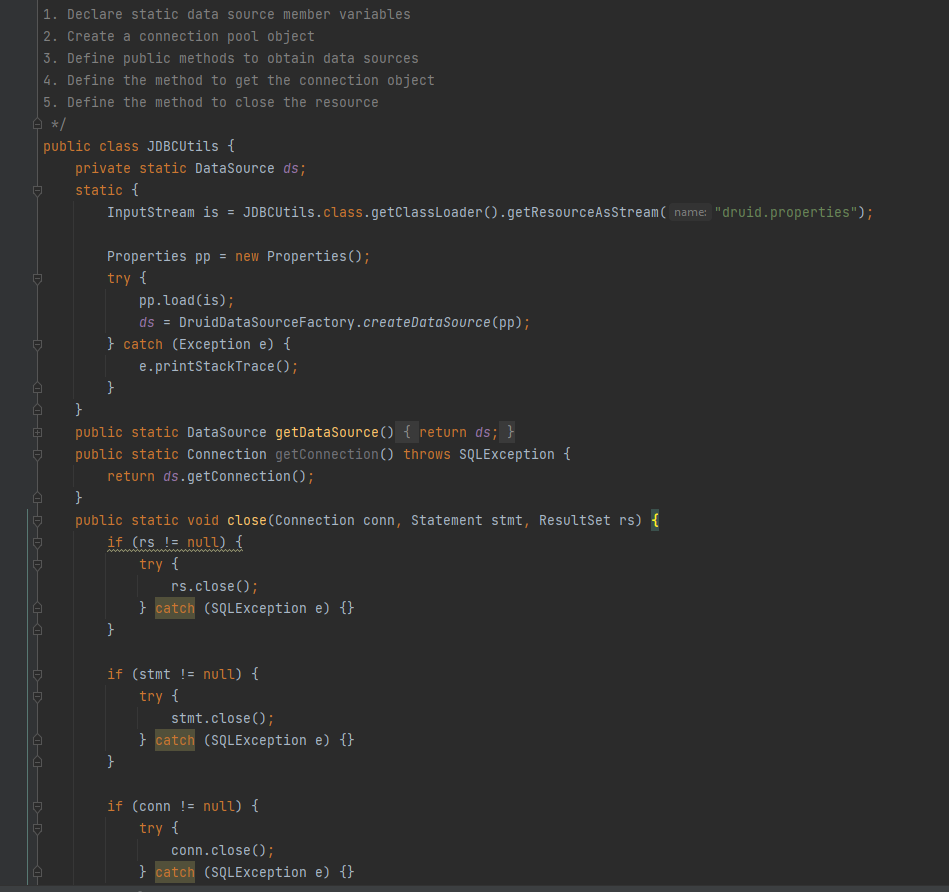 1. Declare static data source member variables
2. Create a connection pool object
3. Define public methods to obtain data sources
4. Define the method to get the connection object
5. Define the method to close the resource
*/
public class JDBCUtils {
private static DataSource ds;
static {
InputStream is = JDBCUtils.class.getClassLoader().getResourceAsStream( name: "druid.properties");
Properties pp = new Properties();
try {
pp.load(is);
ds = DruidDataSourceFactory.createDataSource(pp);
} catch (Exception e) {
e.printStackTrace();
}
}
public static DataSource getDataSource() { return ds; }
public static Connection getConnection() throws SQLException {
return ds.getConnection();
}
public static void close(Connection conn, Statement stmt, ResultSet rs) {
if (rs != null) {
try {
rs.close();
} catch (SQLException e) {}
}
if (stmt != null) {
try {
stmt.close();
} catch (SQLException e) {}
}
if (conn != null) {
try {
conn.close();
} catch (SQLException e) {}